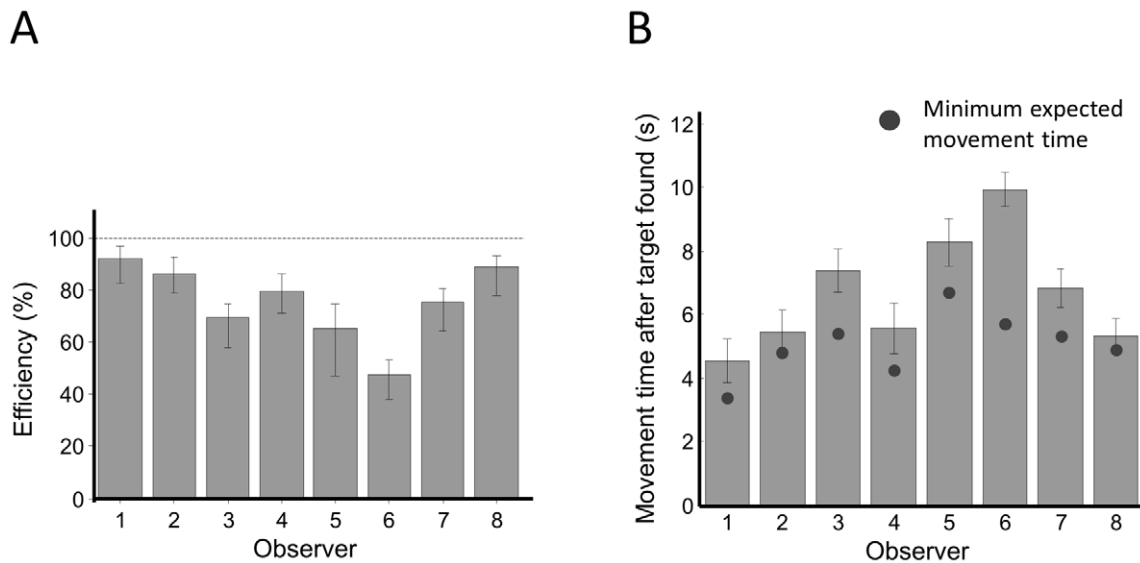 A
Efficiency (%)
100
80
60
40
20
0
1 2 3 4 5 6 7 8
Observer
B
Minimum expected
movement time
Movement time after target found (s)
12
10
8
6
4
2
0
1 2 3 4 5 6 7 8
Observer